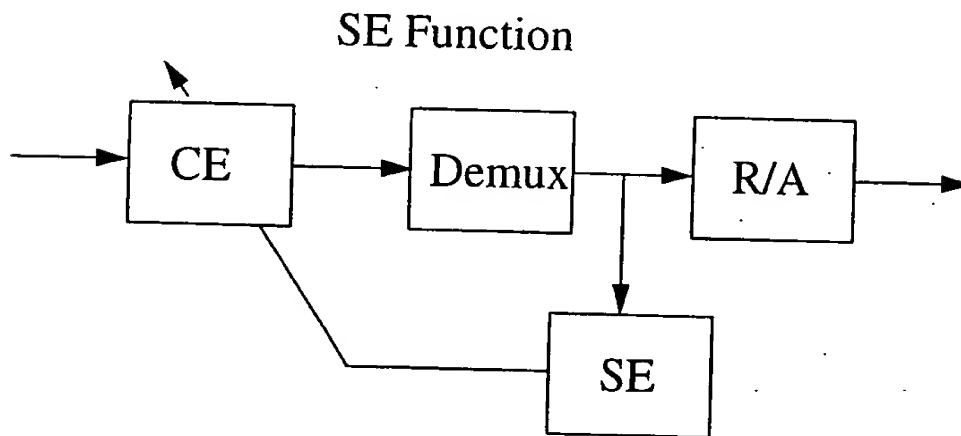 SE Function
CE
Demux
R/A
SE